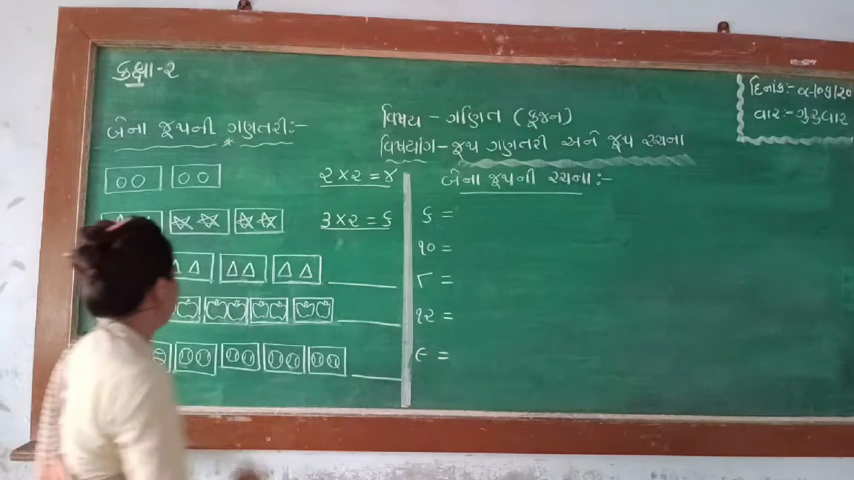 કક્ષા-૨
દિનાંક:-
વાર:- ગુરુવાર
વિષય - ગણિત (કૂજન)
વિષયાંગ - જૂથ ગણતરી અને જૂથ રચના
બેના જૂથની ગણતરી:-
૨ × ૨ = ૪
૩ × ૨ = ૬
બેના જૂથની રચના:-
૬ =
૧૦ =
૮ =
૧૨ =
૯ =